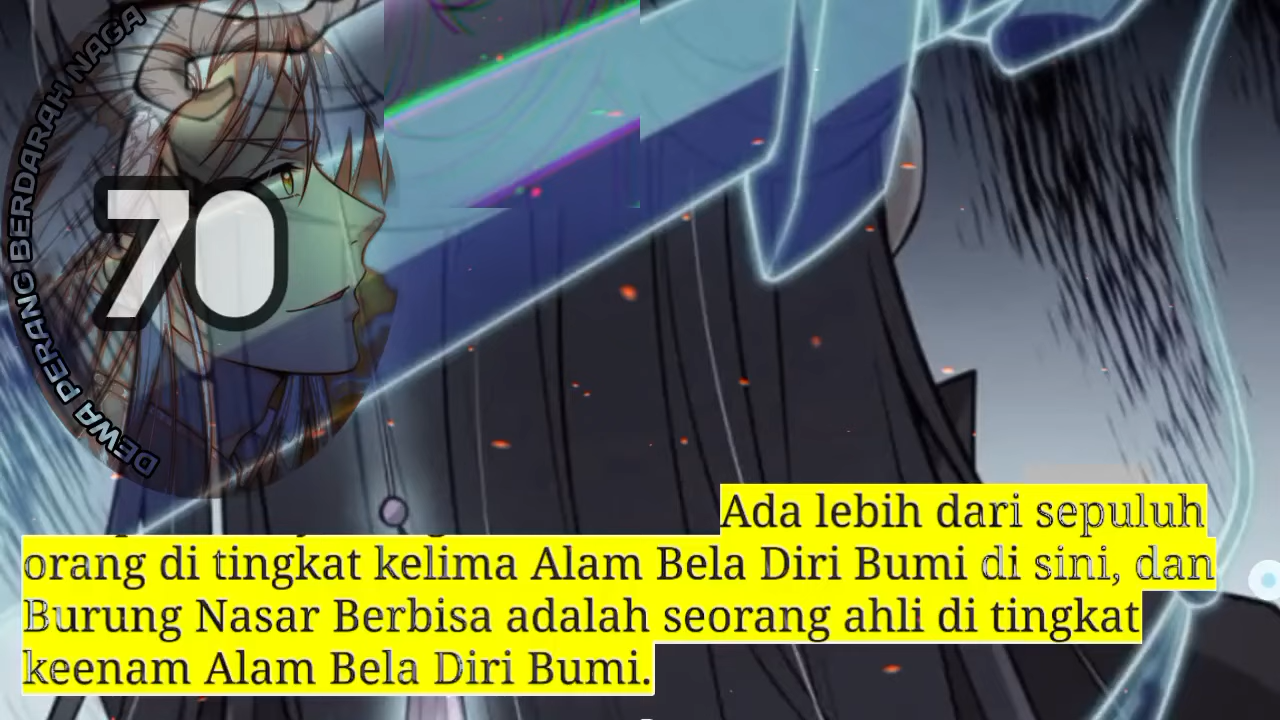 DEWA PERANG BERDARAH NAGA
70
Ada lebih dari sepuluh
orang di tingkat kelima Alam Bela Diri Bumi di sini, dan
Burung Nasar Berbisa adalah seorang ahli di tingkat
keenam Alam Bela Diri Bumi.